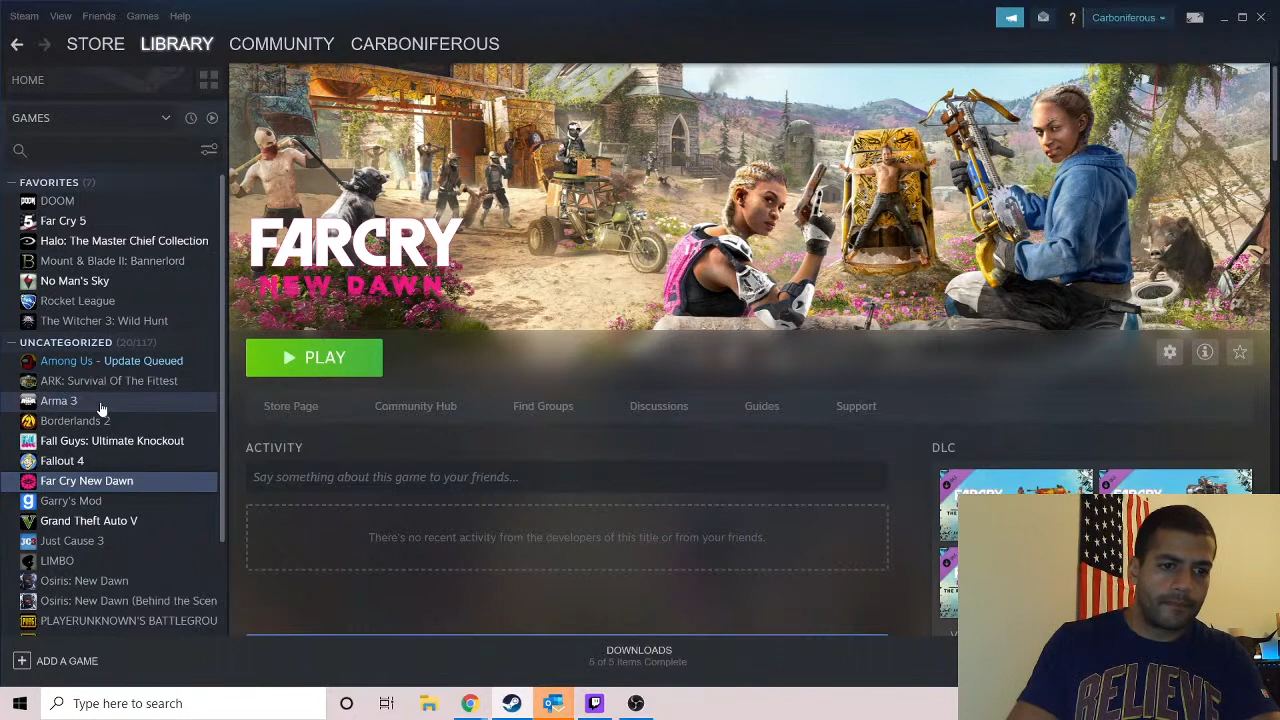 Steam View Friends Games Help
? Carboniferous
STORE LIBRARY COMMUNITY CARBONIFEROUS
HOME
GAMES
FAVORITES (7)
DOOM
5 Far Cry 5
Halo: The Master Chief Collection
Mount & Blade II: Bannerlord
No Man's Sky
Rocket League
The Witcher 3: Wild Hunt
UNCATEGORIZED (20/117)
Among Us - Update Queued
ARK: Survival Of The Fittest
Arma 3
Borderlands 2
Fall Guys: Ultimate Knockout
Fallout 4
Far Cry New Dawn
g Garry's Mod
V Grand Theft Auto V
JC3 Just Cause 3
LIMBO
Osiris: New Dawn
Osiris: New Dawn (Behind the Scen
PLAYERUNKNOWN'S BATTLEGROU
ADD A GAME
FARCRY
NEW DAWN
PLAY
Store Page Community Hub Find Groups Discussions Guides Support
ACTIVITY
Say something about this game to your friends...
There's no recent activity from the developers of this title or from your friends.
DLC
DOWNLOADS
5 of 5 Items Complete
BELIEVE
Type here to search